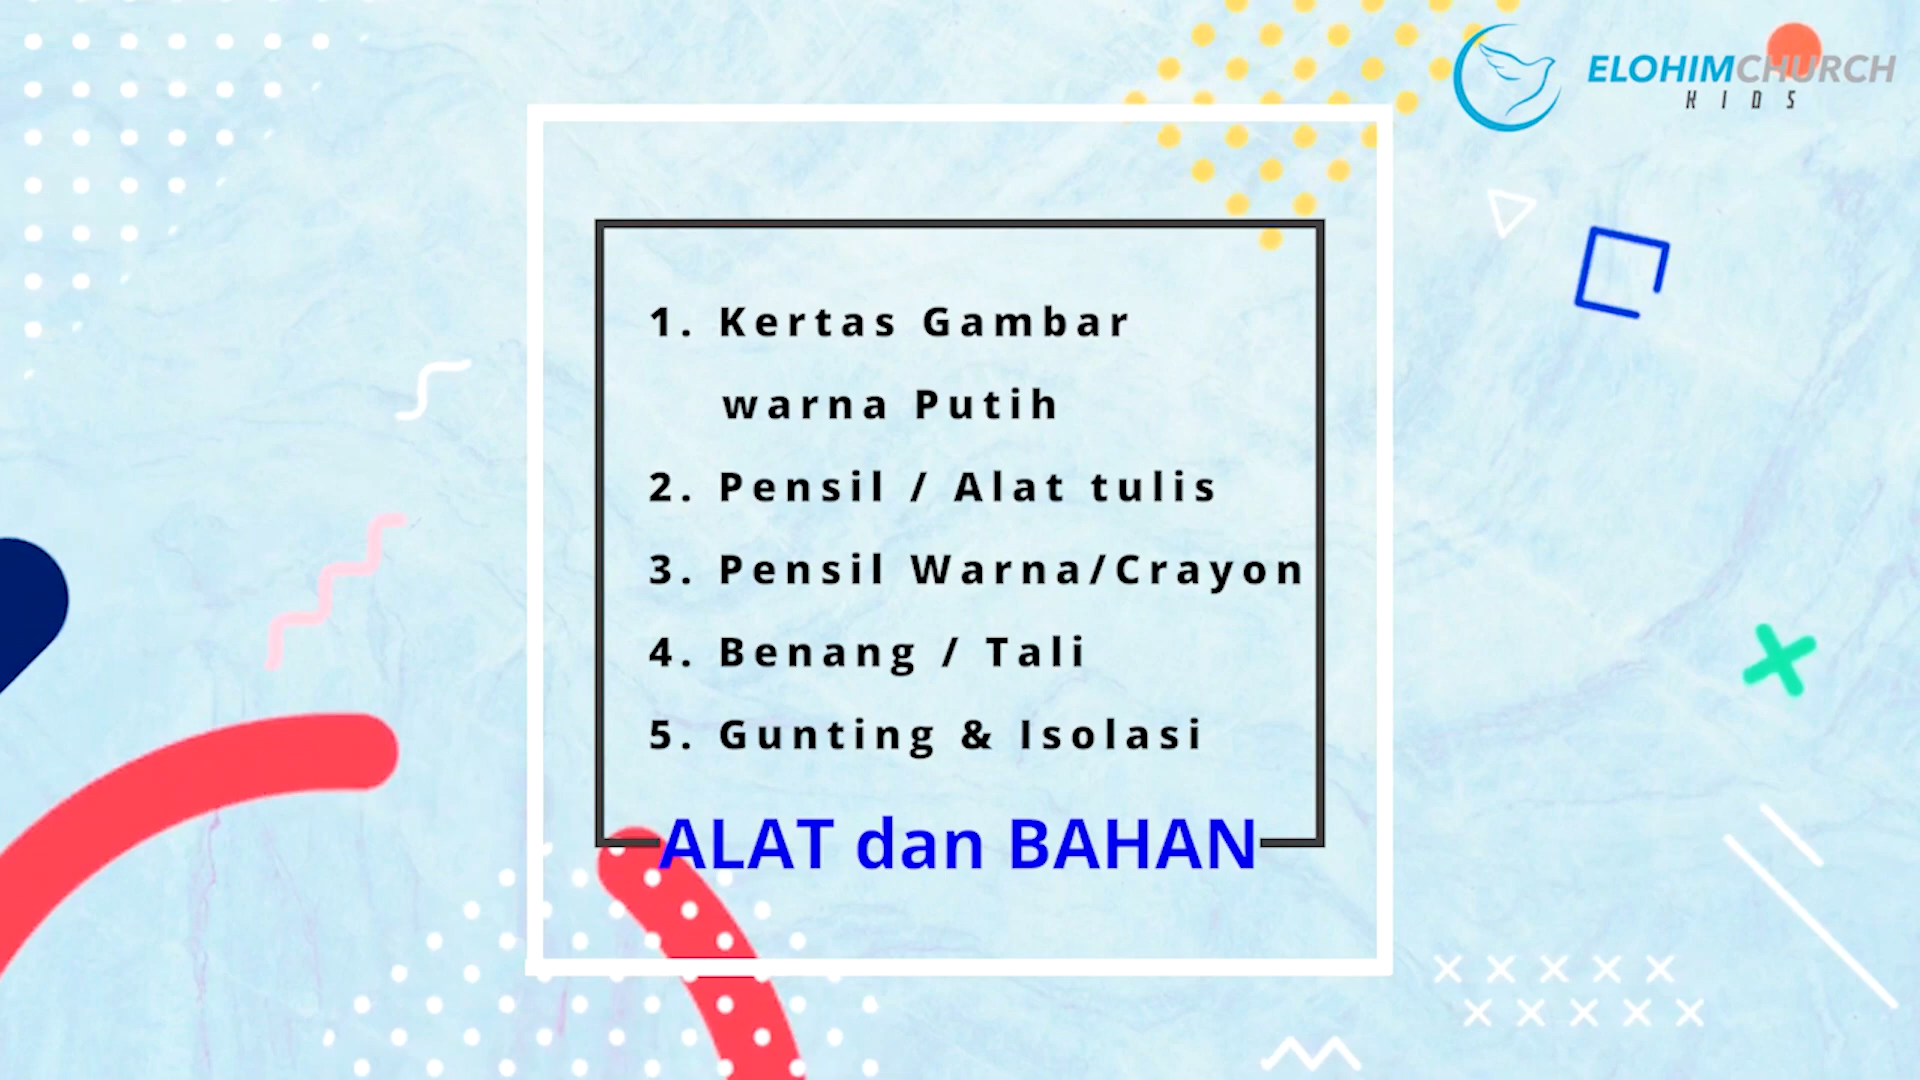 ELOHIMCHURCH
KIDS
1. Kertas Gambar
warna Putih
2. Pensil / Alat tulis
3. Pensil Warna/Crayon
4. Benang / Tali
5. Gunting & Isolasi
ALAT dan BAHAN